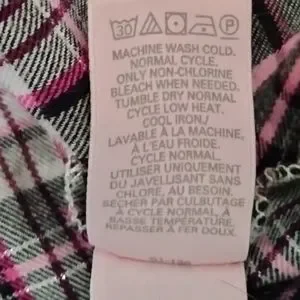 30 P
MACHINE WASH COLD.
NORMAL CYCLE.
ONLY NON-CHLORINE
BLEACH WHEN NEEDED.
TUMBLE DRY NORMAL
CYCLE LOW HEAT.
COOL IRON./
LAVABLE À LA MACHINE,
À L'EAU FROIDE.
CYCLE NORMAL.
UTILISER UNIQUEMENT
DU JAVELLISANT SANS
CHLORE, AU BESOIN.
SÉCHER PAR CULBUTAGE
À CYCLE NORMAL, À
BASSE TEMPÉRATURE.
REPASSER À FER DOUX.